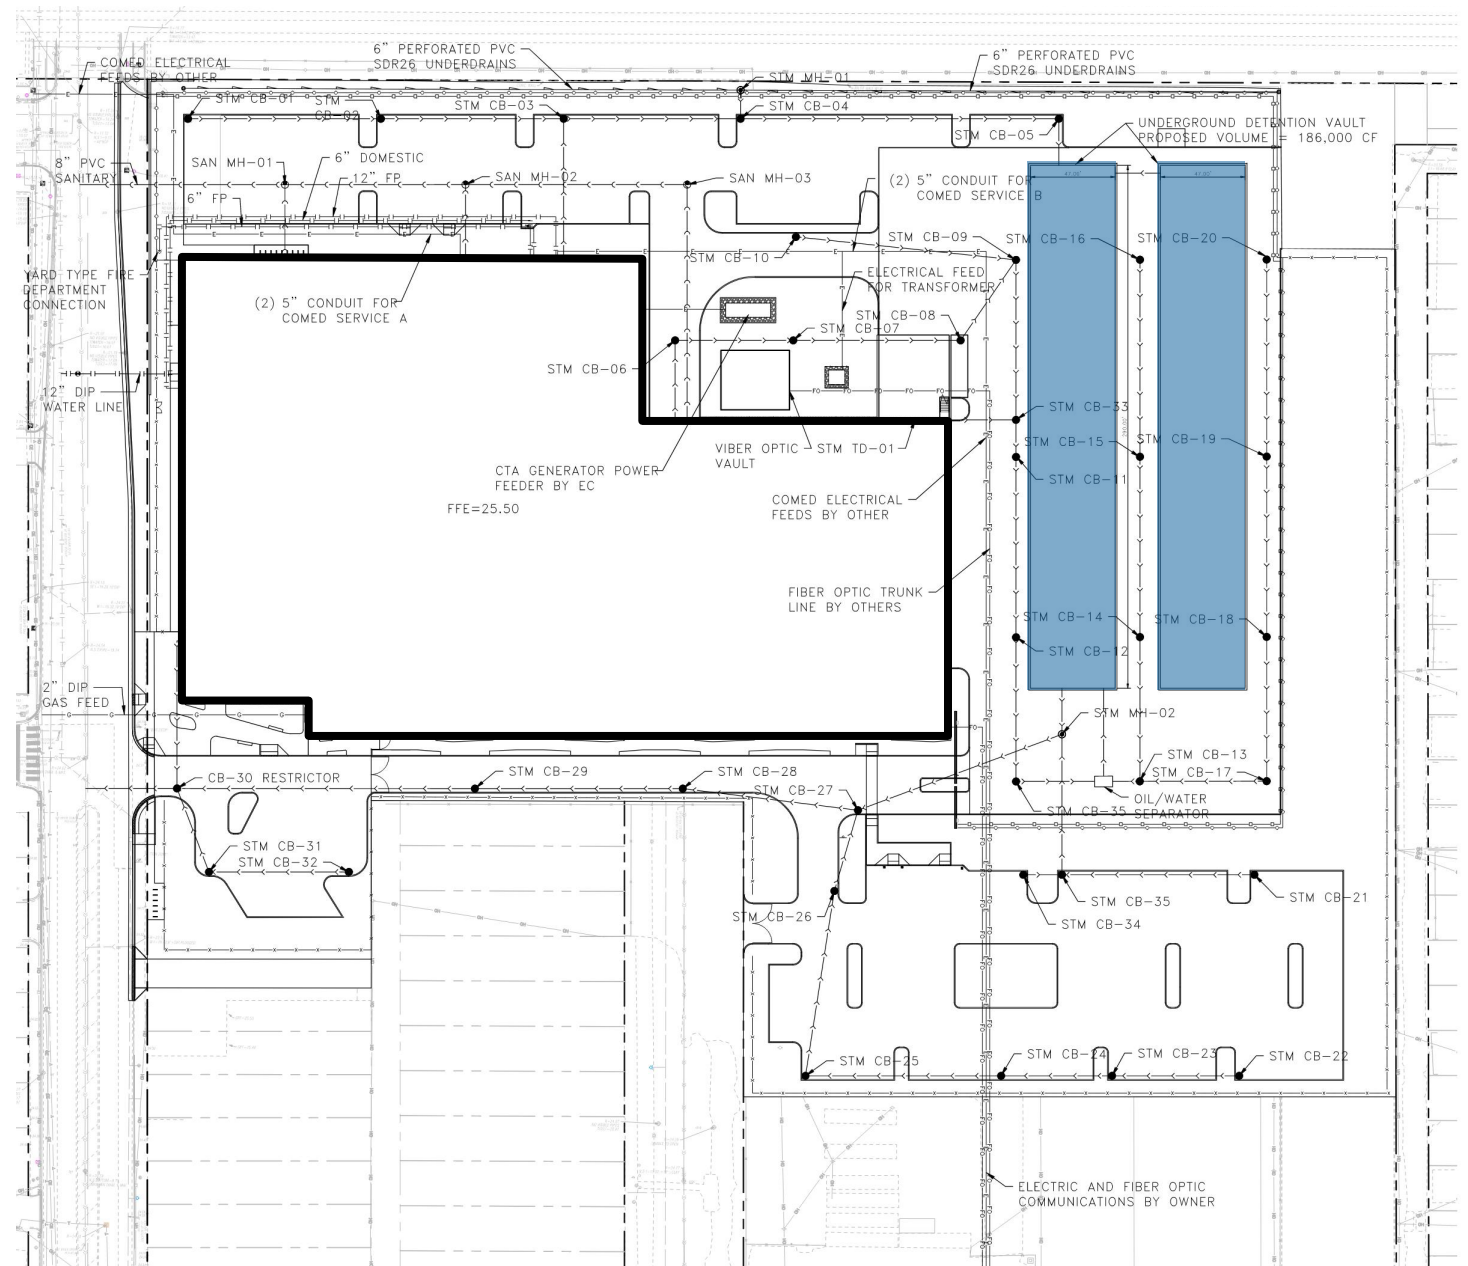 6" PERFORATED PVC
SDR26 UNDERDRAINS
6" PERFORATED PVC
SDR26 UNDERDRAINS
COMED ELECTRICAL
FEEDS BY OTHER
STM MH-01
STM CB-01
STM
CB-02
STM CB-03
STM CB-04
STM CB-05
UNDERGROUND DETENTION VAULT
PROPOSED VOLUME = 186,000 CF
8" PVC
SANITARY
SAN MH-01
6" DOMESTIC
12" FP
6" FP
SAN MH-02
SAN MH-03
(2) 5" CONDUIT FOR
COMED SERVICE B
47.00'
47.00'
STM CB-09
STM CB-16
STM CB-20
STM CB-10
YARD TYPE FIRE
DEPARTMENT
CONNECTION
(2) 5" CONDUIT FOR
COMED SERVICE A
ELECTRICAL FEED
FOR TRANSFORMER
STM CB-08
STM CB-07
STM CB-06
12" DIP
WATER LINE
STM CB-33
290.00'
VIBER OPTIC
VAULT
STM TD-01
STM CB-15
STM CB-19
STM CB-11
CTA GENERATOR POWER
FEEDER BY EC
FFE=25.50
COMED ELECTRICAL
FEEDS BY OTHER
FIBER OPTIC TRUNK
LINE BY OTHERS
STM CB-14
STM CB-18
STM CB-12
2" DIP
GAS FEED
STM MH-02
CB-30 RESTRICTOR
STM CB-29
STM CB-28
STM CB-27
STM CB-13
STM CB-17
STM CB-35
OIL/WATER
SEPARATOR
STM CB-31
STM CB-32
STM CB-26
STM CB-35
STM CB-34
STM CB-21
STM CB-25
STM CB-24
STM CB-23
STM CB-22
ELECTRIC AND FIBER OPTIC
COMMUNICATIONS BY OWNER